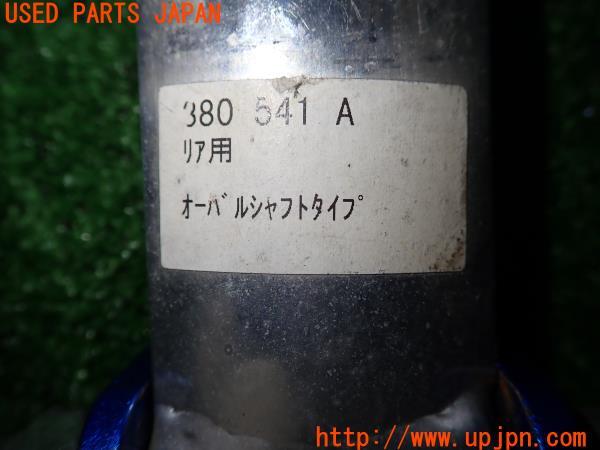 USED PARTS JAPAN
380 541 A
ﾘｱ用
ｵｰﾊﾞﾙｼｬﾌﾄﾀｲﾌﾟ
http://www.upjpn.com